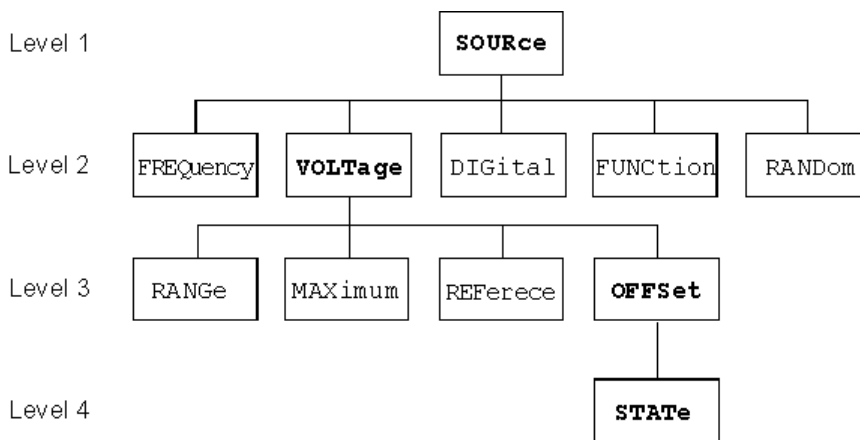 Level 1 SOURce
Level 2 FREQuency VOLTage DIGital FUNCtion RANDom
Level 3 RANGe MAXimum REFerece OFFSet
Level 4 STATe